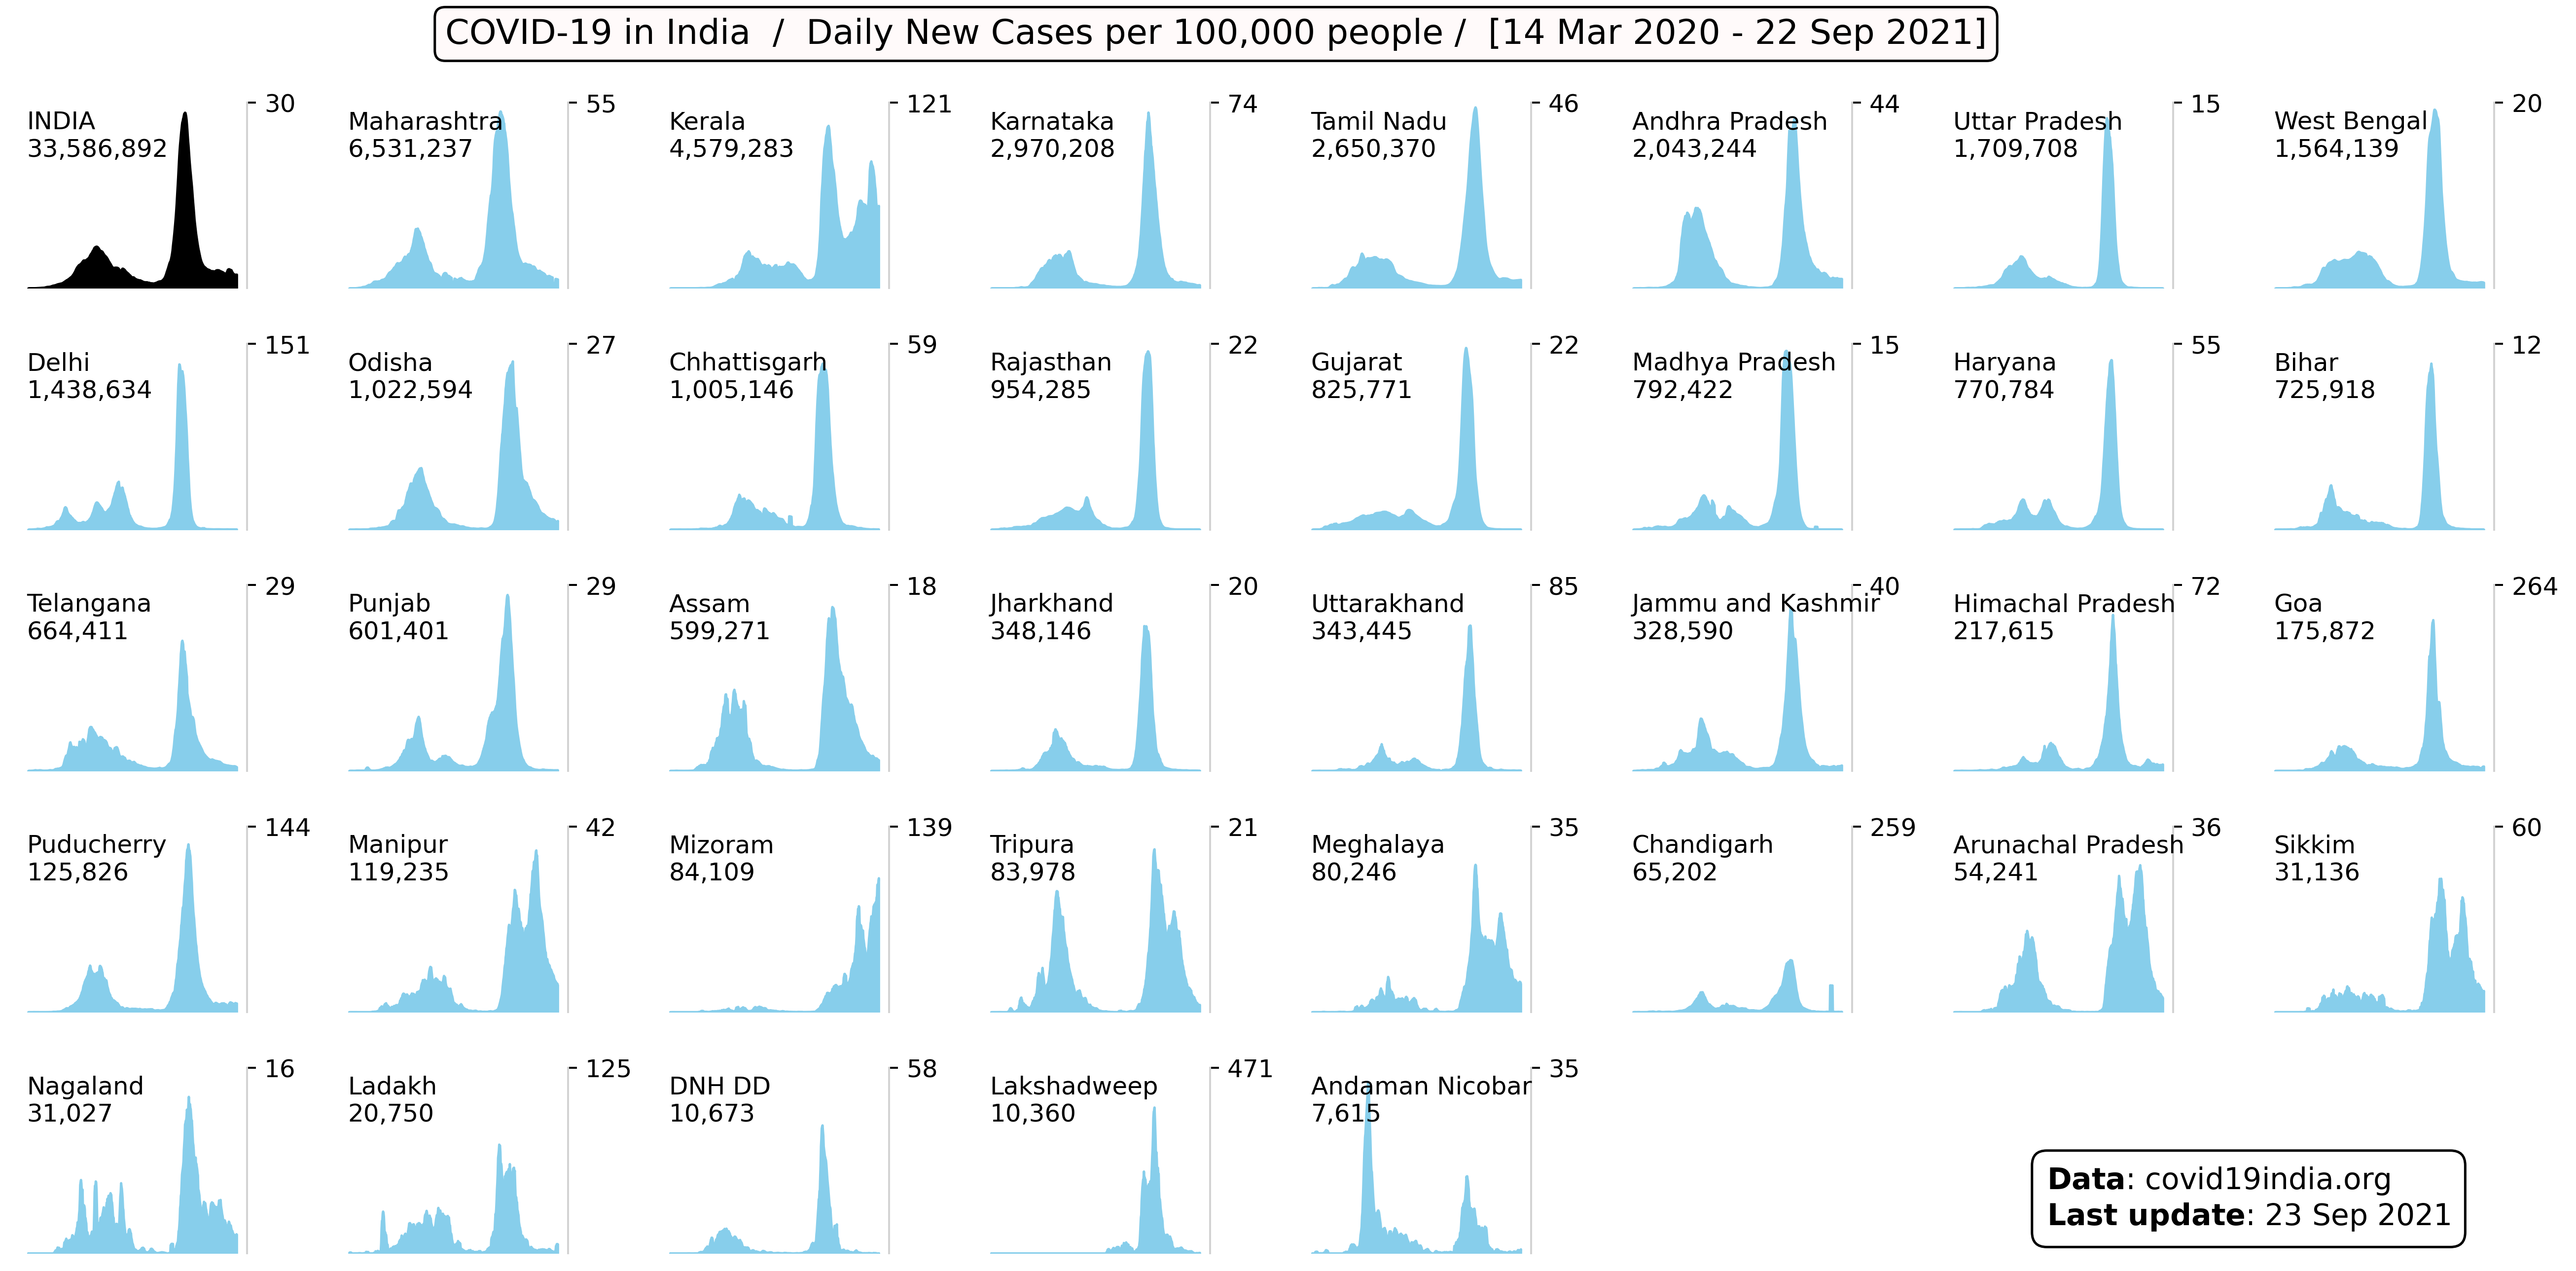 COVID-19 in India / Daily New Cases per 100,000 people / [14 Mar 2020 - 22 Sep 2021]
INDIA
33,586,892
30
Maharashtra
6,531,237
55
Kerala
4,579,283
121
Karnataka
2,970,208
74
Tamil Nadu
2,650,370
46
Andhra Pradesh
2,043,244
44
Uttar Pradesh
1,709,708
15
West Bengal
1,564,139
20
Delhi
1,438,634
151
Odisha
1,022,594
27
Chhattisgarh
1,005,146
59
Rajasthan
954,285
22
Gujarat
825,771
22
Madhya Pradesh
792,422
15
Haryana
770,784
55
Bihar
725,918
12
Telangana
664,411
29
Punjab
601,401
29
Assam
599,271
18
Jharkhand
348,146
20
Uttarakhand
343,445
85
Jammu and Kashmir
328,590
40
Himachal Pradesh
217,615
72
Goa
175,872
264
Puducherry
125,826
144
Manipur
119,235
42
Mizoram
84,109
139
Tripura
83,978
21
Meghalaya
80,246
35
Chandigarh
65,202
259
Arunachal Pradesh
54,241
36
Sikkim
31,136
60
Nagaland
31,027
16
Ladakh
20,750
125
DNH DD
10,673
58
Lakshadweep
10,360
471
Andaman Nicobar
7,615
35
Data: covid19india.org
Last update: 23 Sep 2021